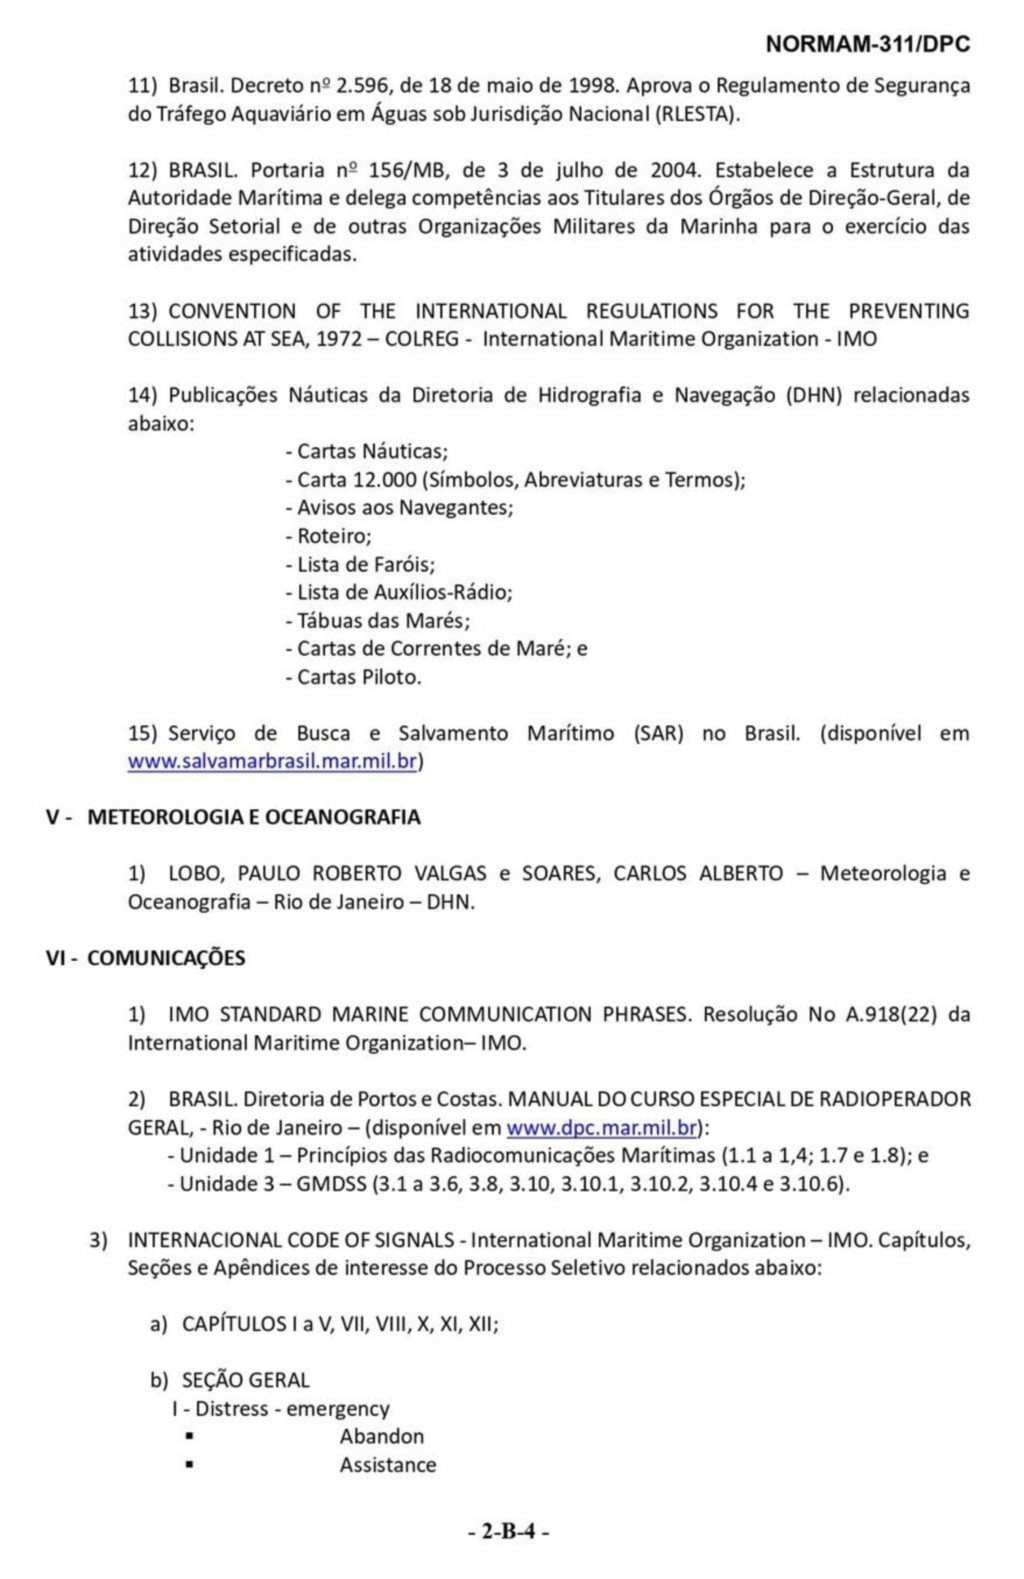 NORMAM-311/DPC
11) Brasil. Decreto nº 2.596, de 18 de maio de 1998. Aprova o Regulamento de Segurança
do Tráfego Aquaviário em Águas sob Jurisdição Nacional (RLESTA).
12) BRASIL. Portaria nº 156/MB, de 3 de julho de 2004. Estabelece a Estrutura da
Autoridade Marítima e delega competências aos Titulares dos Órgãos de Direção-Geral, de
Direção Setorial e de outras Organizações Militares da Marinha para o exercício das
atividades especificadas.
13) CONVENTION OF THE INTERNATIONAL REGULATIONS FOR THE PREVENTING
COLLISIONS AT SEA, 1972 – COLREG - International Maritime Organization - IMO
14) Publicações Náuticas da Diretoria de Hidrografia e Navegação (DHN) relacionadas
abaixo:
- Cartas Náuticas;
- Carta 12.000 (Símbolos, Abreviaturas e Termos);
- Avisos aos Navegantes;
- Roteiro;
- Lista de Faróis;
- Lista de Auxílios-Rádio;
- Tábuas das Marés;
- Cartas de Correntes de Maré; e
- Cartas Piloto.
15) Serviço de Busca e Salvamento Marítimo (SAR) no Brasil. (disponível em
www.salvamarbrasil.mar.mil.br)
V - METEOROLOGIA E OCEANOGRAFIA
1) LOBO, PAULO ROBERTO VALGAS e SOARES, CARLOS ALBERTO – Meteorologia e
Oceanografia – Rio de Janeiro – DHN.
VI - COMUNICAÇÕES
1) IMO STANDARD MARINE COMMUNICATION PHRASES. Resolução No A.918(22) da
International Maritime Organization– IMO.
2) BRASIL. Diretoria de Portos e Costas. MANUAL DO CURSO ESPECIAL DE RADIOPERADOR
GERAL, - Rio de Janeiro – (disponível em www.dpc.mar.mil.br):
- Unidade 1 – Princípios das Radiocomunicações Marítimas (1.1 a 1,4; 1.7 e 1.8); e
- Unidade 3 – GMDSS (3.1 a 3.6, 3.8, 3.10, 3.10.1, 3.10.2, 3.10.4 e 3.10.6).
3) INTERNACIONAL CODE OF SIGNALS - International Maritime Organization – IMO. Capítulos,
Seções e Apêndices de interesse do Processo Seletivo relacionados abaixo:
a) CAPÍTULOS I a V, VII, VIII, X, XI, XII;
b) SEÇÃO GERAL
I - Distress - emergency
▪ Abandon
▪ Assistance
- 2-B-4 -